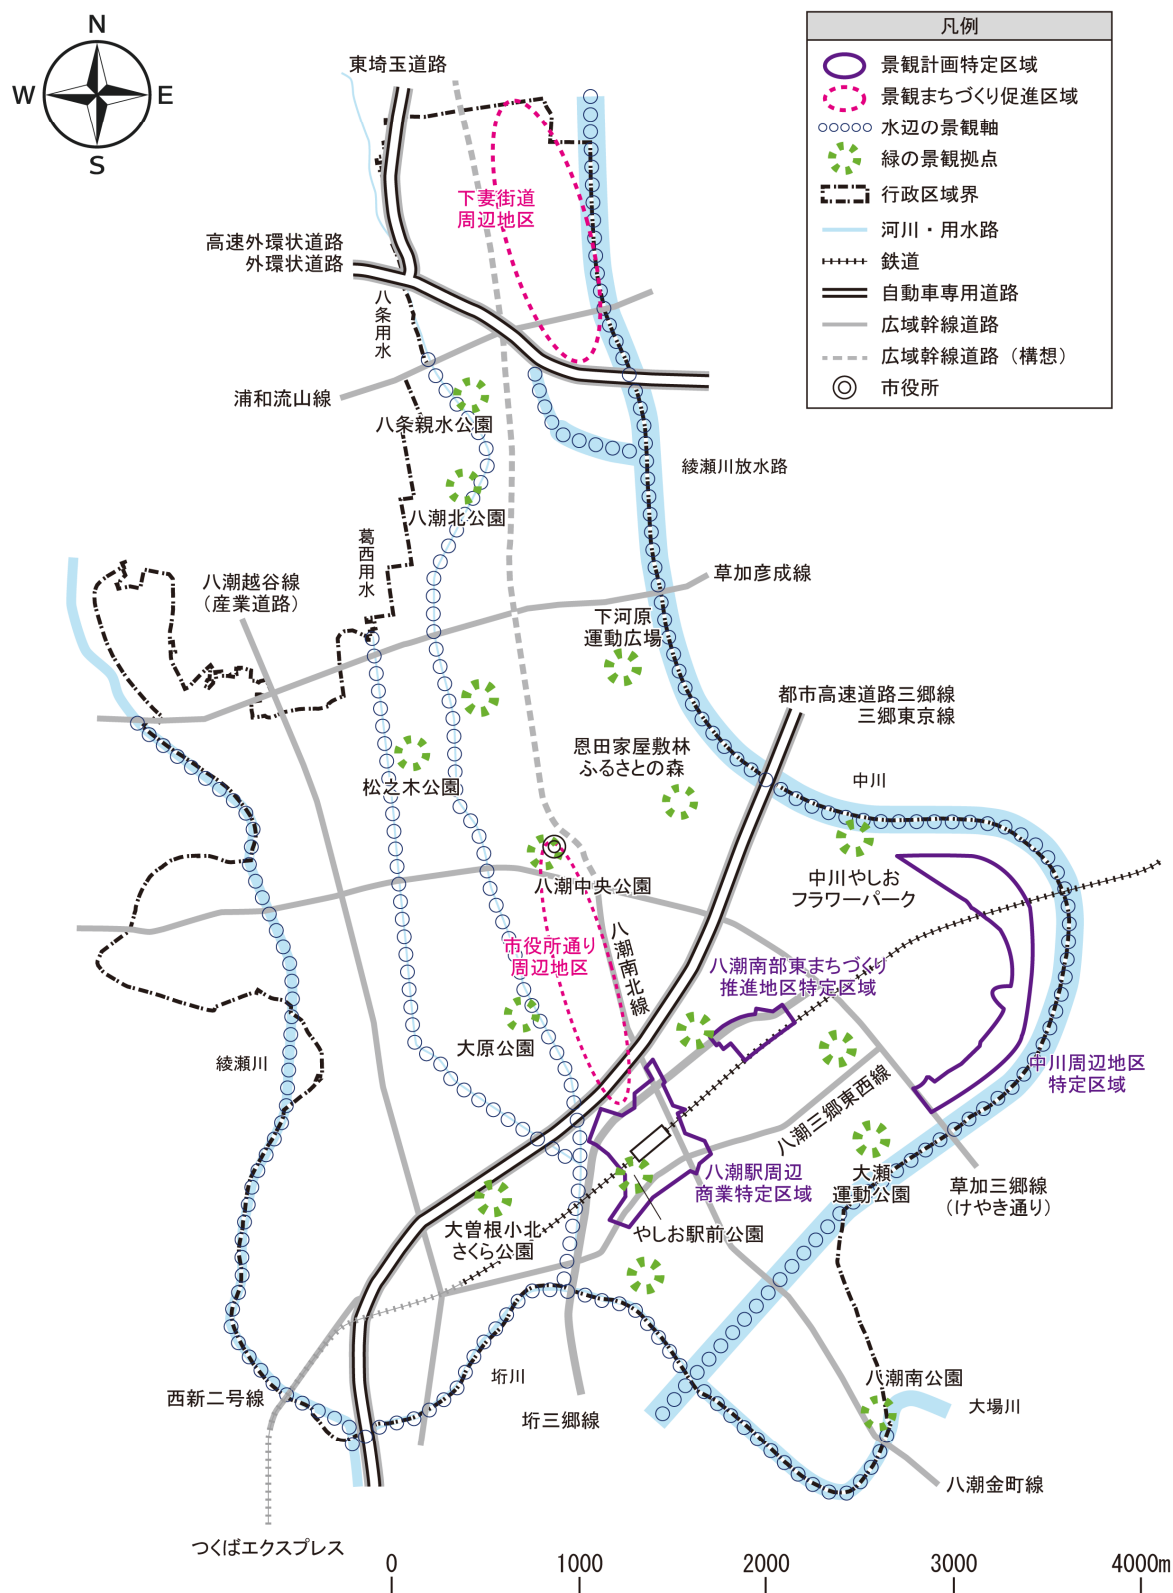 N
W
E
S
凡例
景観計画特定区域
景観まちづくり促進区域
水辺の景観軸
緑の景観拠点
行政区域界
河川・用水路
鉄道
自動車専用道路
広域幹線道路
広域幹線道路（構想）
市役所
東埼玉道路
下妻街道
周辺地区
高速外環状道路
外環状道路
八条用水
浦和流山線
八条親水公園
綾瀬川放水路
八潮北公園
葛西用水
八潮越谷線
（産業道路）
草加彦成線
下河原
運動広場
都市高速道路三郷線
三郷東京線
恩田家屋敷林
ふるさとの森
松之木公園
中川
八潮中央公園
中川やしお
フラワーパーク
市役所通り
周辺地区
八潮南北線
八潮南部東まちづくり
推進地区特定区域
大原公園
綾瀬川
中川周辺地区
特定区域
八潮三郷東西線
八潮駅周辺
商業特定区域
大瀬
運動公園
草加三郷線
（けやき通り）
大曽根小北
さくら公園
やしお駅前公園
垳川
八潮南公園
大場川
西新二号線
垳三郷線
八潮金町線
つくばエクスプレス
0
1000
2000
3000
4000m